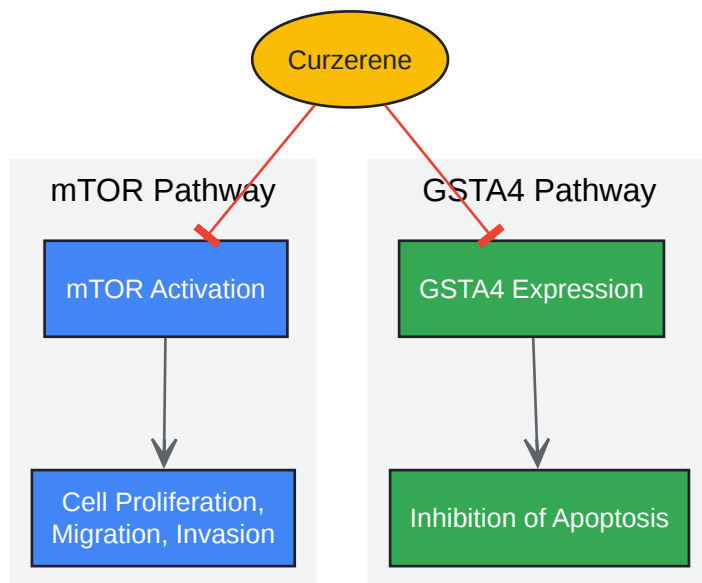 Curzerene
mTOR Pathway
GSTA4 Pathway
mTOR Activation
GSTA4 Expression
Cell Proliferation,
Migration, Invasion
Inhibition of Apoptosis